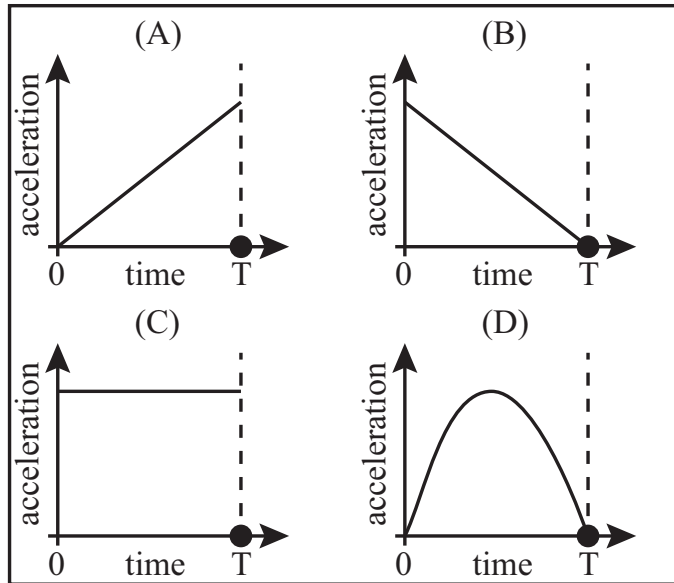 (A)
acceleration
0 time T
(B)
acceleration
0 time T
(C)
acceleration
0 time T
(D)
acceleration
0 time T